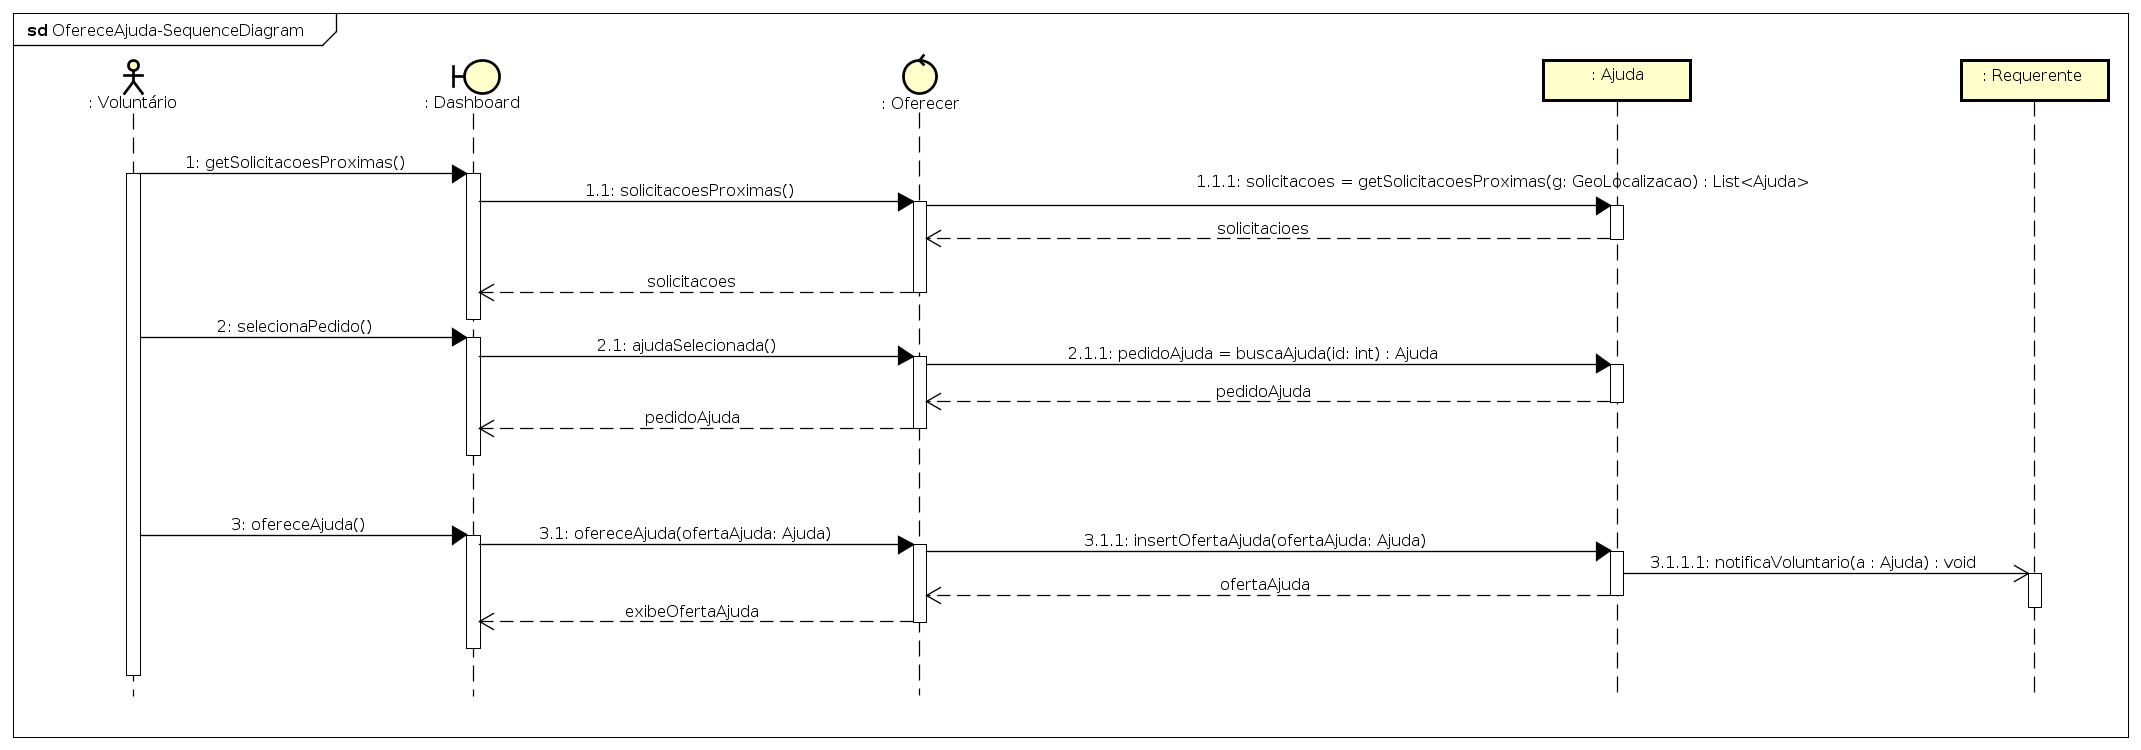 sd OfereceAjuda-SequenceDiagram
: Voluntário
: Dashboard
: Oferecer
: Ajuda
: Requerente
1: getSolicitacoesProximas()
1.1: solicitacoesProximas()
1.1.1: solicitacoes = getSolicitacoesProximas(g: GeoLocalizacao) : List<Ajuda>
solicitacioes
solicitacoes
2: selecionaPedido()
2.1: ajudaSelecionada()
2.1.1: pedidoAjuda = buscaAjuda(id: int) : Ajuda
pedidoAjuda
pedidoAjuda
3: ofereceAjuda()
3.1: ofereceAjuda(ofertaAjuda: Ajuda)
3.1.1: insertOfertaAjuda(ofertaAjuda: Ajuda)
3.1.1.1: notificaVoluntario(a : Ajuda) : void
ofertaAjuda
exibeOfertaAjuda